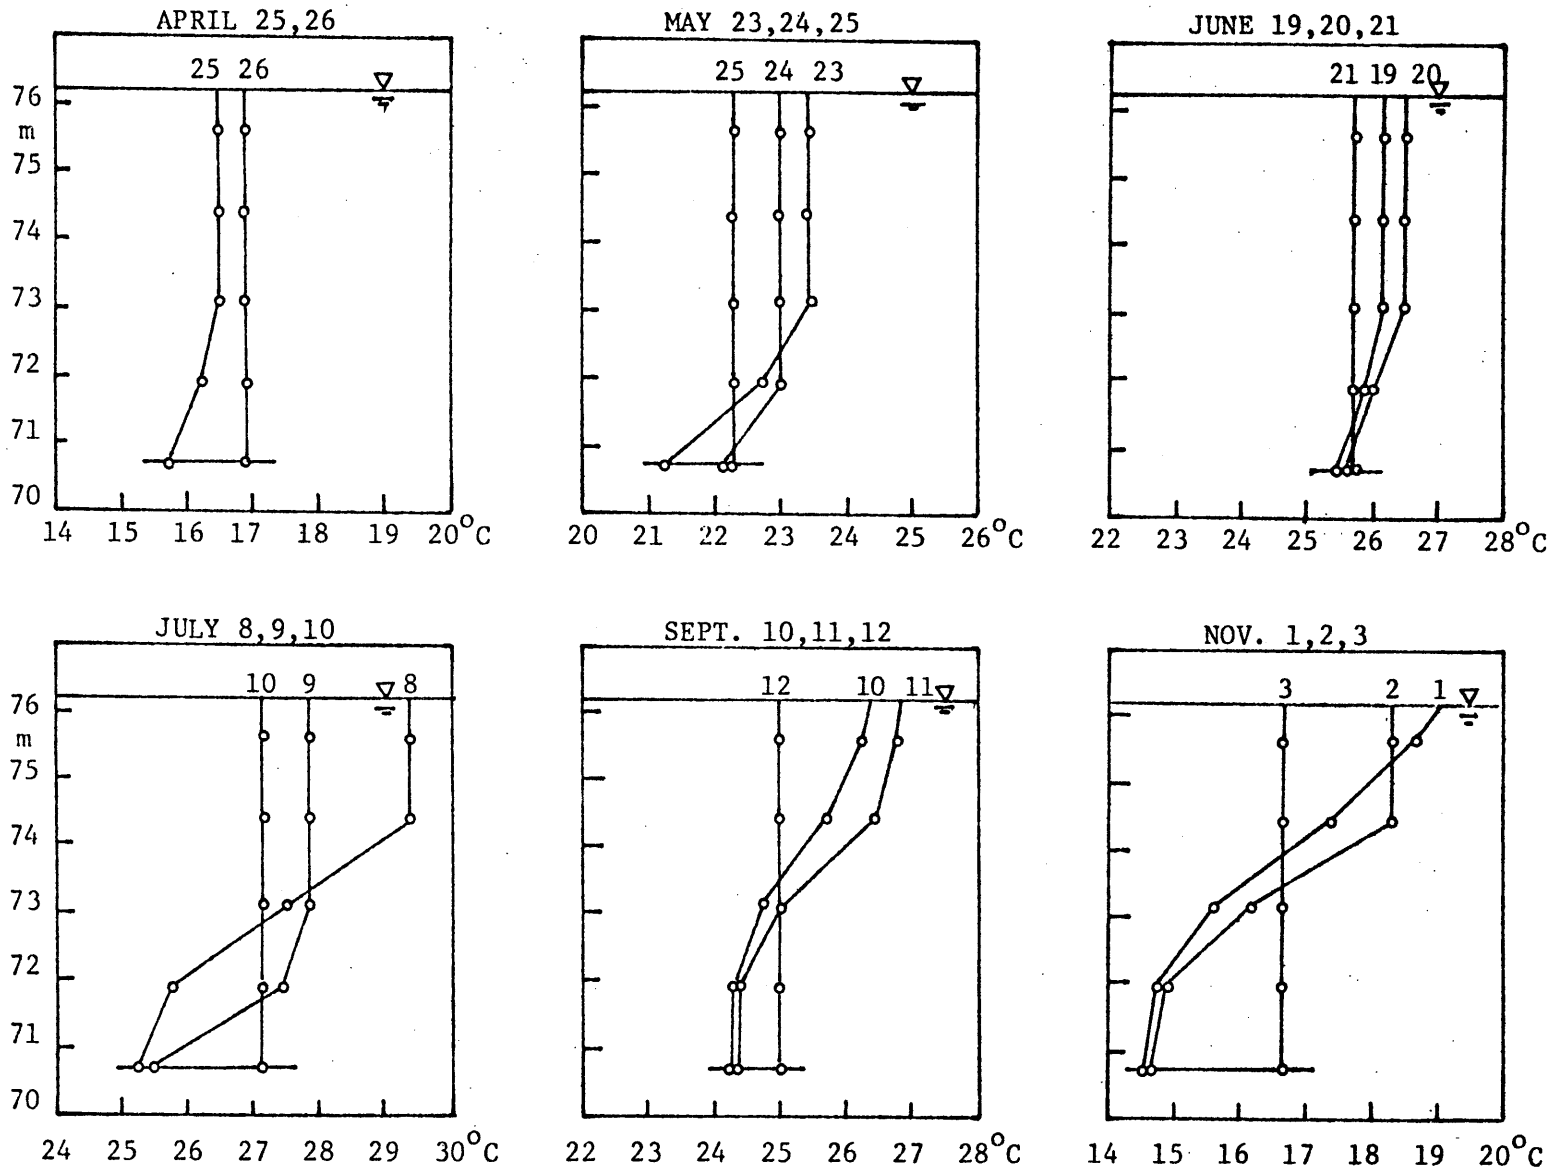 APRIL 25,26
MAY 23,24,25
JUNE 19,20,21
25 26
25 24 23
21 19 20
76
m
75
74
73
72
71
70
14 15 16 17 18 19 20°C
20 21 22 23 24 25 26°C
22 23 24 25 26 27 28°C
JULY 8,9,10
SEPT. 10,11,12
NOV. 1,2,3
10 9 8
12 10 11
3 2 1
76
m
75
74
73
72
71
70
24 25 26 27 28 29 30°C
22 23 24 25 26 27 28°C
14 15 16 17 18 19 20°C